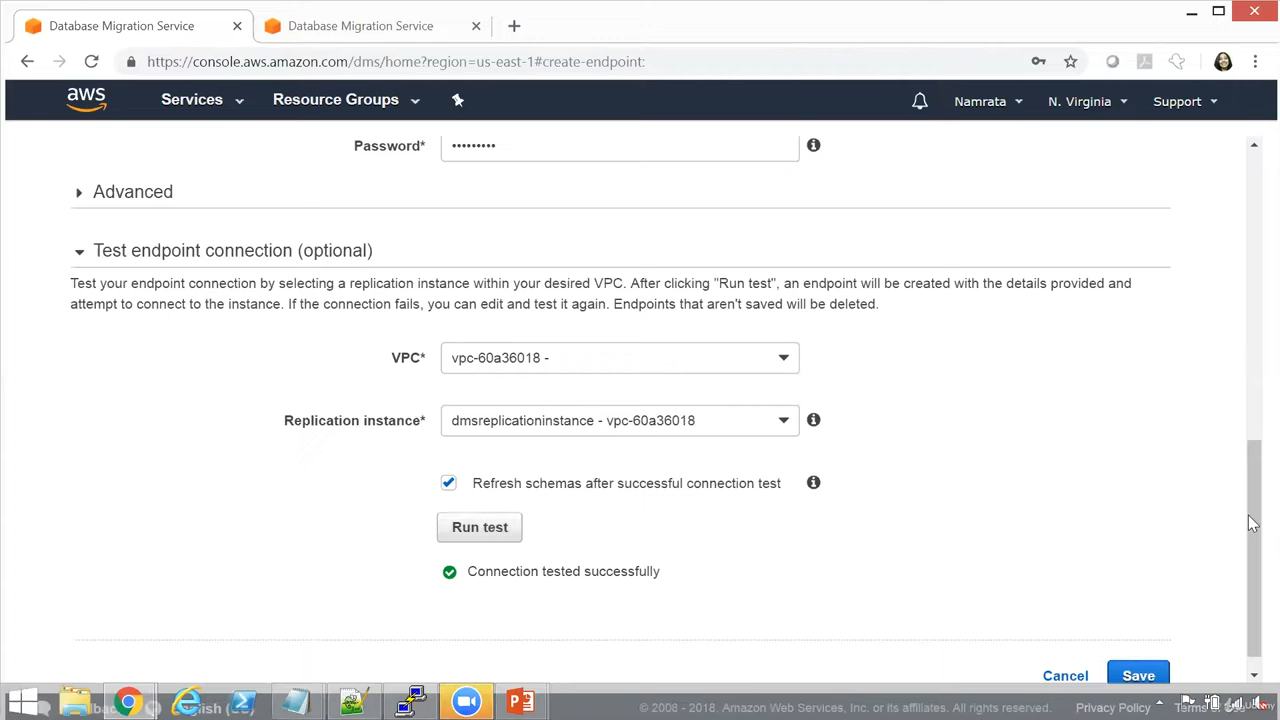 Database Migration Service
Database Migration Service
https://console.aws.amazon.com/dms/home?region=us-east-1#create-endpoint:
aws
Services
Resource Groups
Namrata
N. Virginia
Support
Password*
•••••••••
Advanced
Test endpoint connection (optional)
Test your endpoint connection by selecting a replication instance within your desired VPC. After clicking "Run test", an endpoint will be created with the details provided and
attempt to connect to the instance. If the connection fails, you can edit and test it again. Endpoints that aren't saved will be deleted.
VPC*
vpc-60a36018 -
Replication instance*
dmsreplicationinstance - vpc-60a36018
Refresh schemas after successful connection test
Run test
Connection tested successfully
Cancel
Save
© 2008 - 2018. Amazon Web Services, Inc. or its affiliates. All rights reserved.
Privacy Policy